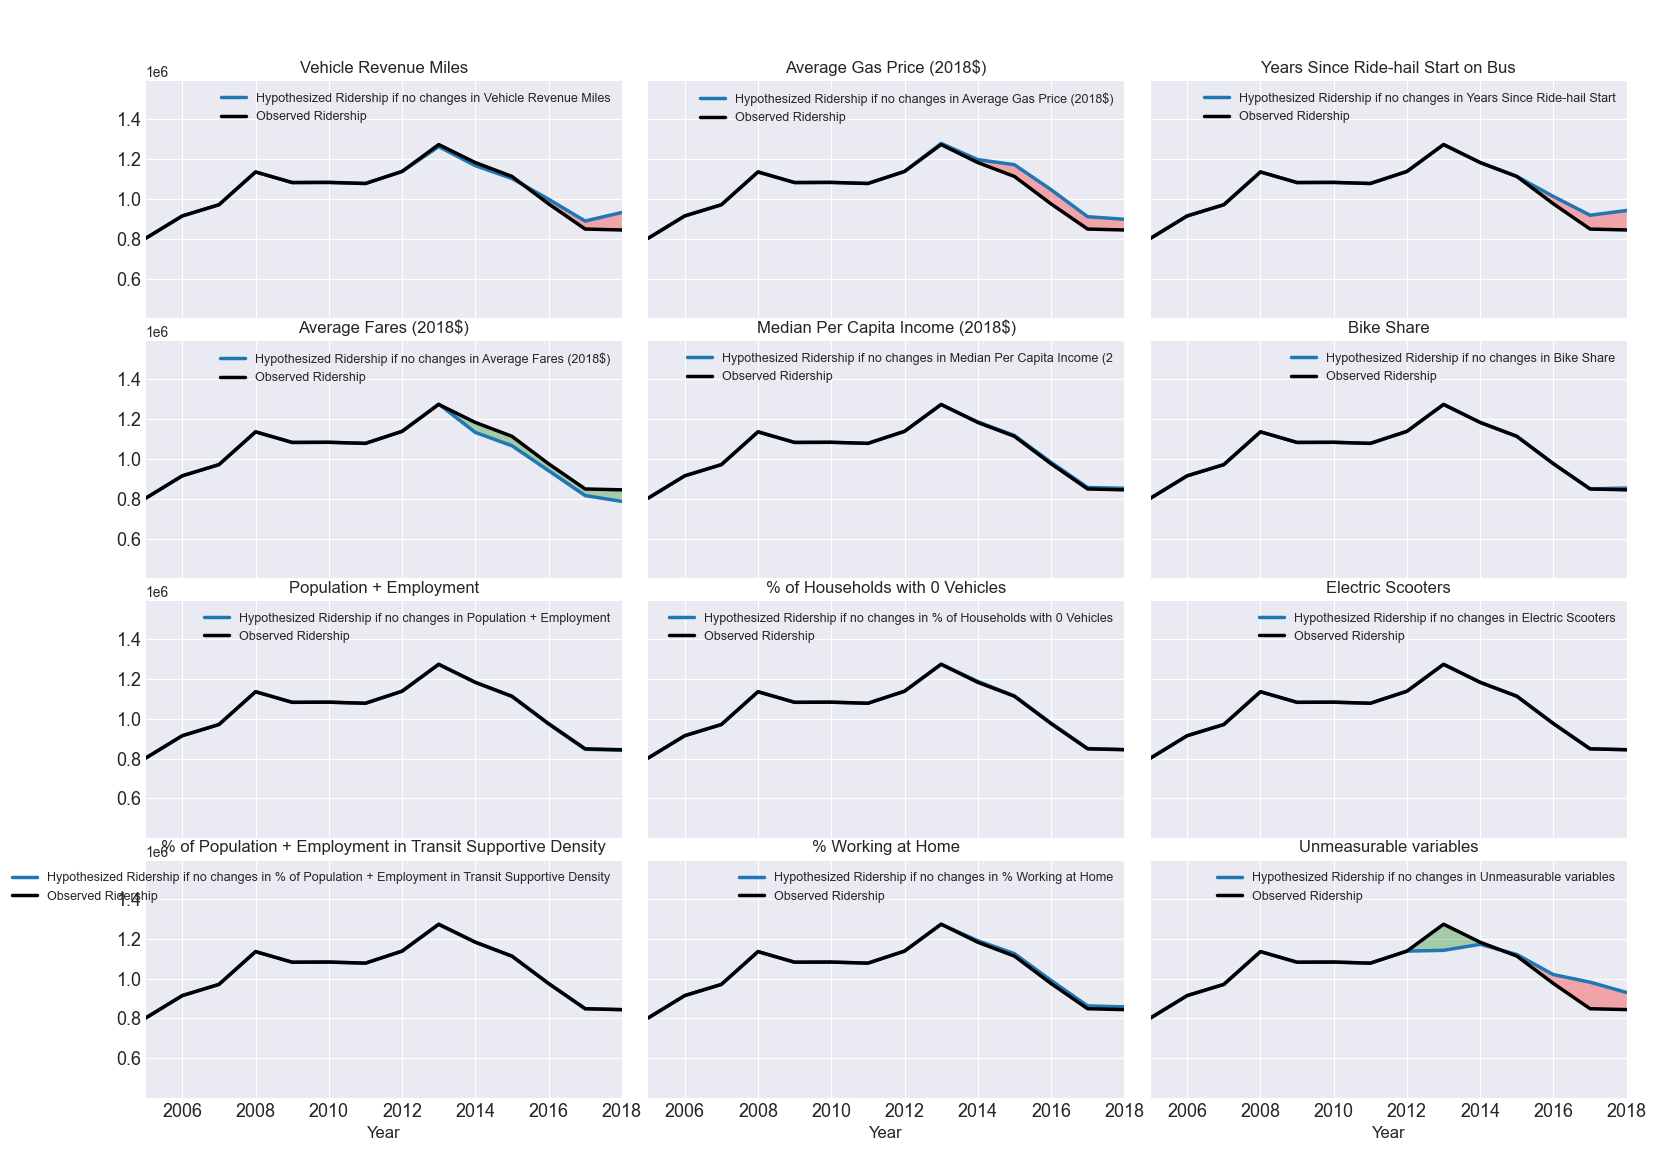 Vehicle Revenue Miles
1e6
Hypothesized Ridership if no changes in Vehicle Revenue Miles
Observed Ridership
1.4
1.2
1.0
0.8
0.6
Average Gas Price (2018$)
Hypothesized Ridership if no changes in Average Gas Price (2018$)
Observed Ridership
Years Since Ride-hail Start on Bus
Hypothesized Ridership if no changes in Years Since Ride-hail Start
Observed Ridership
Average Fares (2018$)
1e6
Hypothesized Ridership if no changes in Average Fares (2018$)
Observed Ridership
1.4
1.2
1.0
0.8
0.6
Median Per Capita Income (2018$)
Hypothesized Ridership if no changes in Median Per Capita Income (2
Observed Ridership
Bike Share
Hypothesized Ridership if no changes in Bike Share
Observed Ridership
Population + Employment
1e6
Hypothesized Ridership if no changes in Population + Employment
Observed Ridership
1.4
1.2
1.0
0.8
0.6
% of Households with 0 Vehicles
Hypothesized Ridership if no changes in % of Households with 0 Vehicles
Observed Ridership
Electric Scooters
Hypothesized Ridership if no changes in Electric Scooters
Observed Ridership
% of Population + Employment in Transit Supportive Density
1e6
Hypothesized Ridership if no changes in % of Population + Employment in Transit Supportive Density
Observed Ridership
1.4
1.2
1.0
0.8
0.6
2006 2008 2010 2012 2014 2016 2018
Year
% Working at Home
Hypothesized Ridership if no changes in % Working at Home
Observed Ridership
2006 2008 2010 2012 2014 2016 2018
Year
Unmeasurable variables
Hypothesized Ridership if no changes in Unmeasurable variables
Observed Ridership
2006 2008 2010 2012 2014 2016 2018
Year